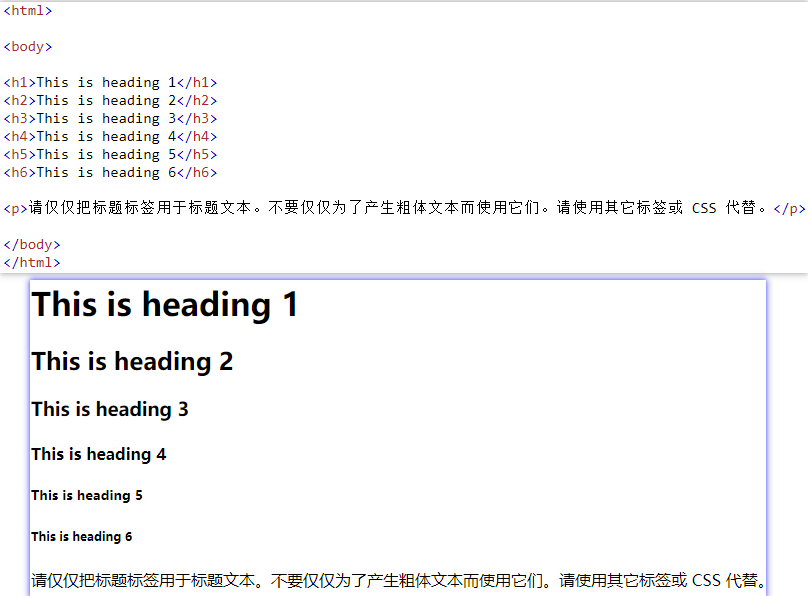 <html>
<body>
<h1>This is heading 1</h1>
<h2>This is heading 2</h2>
<h3>This is heading 3</h3>
<h4>This is heading 4</h4>
<h5>This is heading 5</h5>
<h6>This is heading 6</h6>
<p>请仅仅把标题标签用于标题文本。不要仅仅为了产生粗体文本而使用它们。请使用其它标签或 CSS 代替。</p>
</body>
</html>
This is heading 1
This is heading 2
This is heading 3
This is heading 4
This is heading 5
This is heading 6
请仅仅把标题标签用于标题文本。不要仅仅为了产生粗体文本而使用它们。请使用其它标签或 CSS 代替。